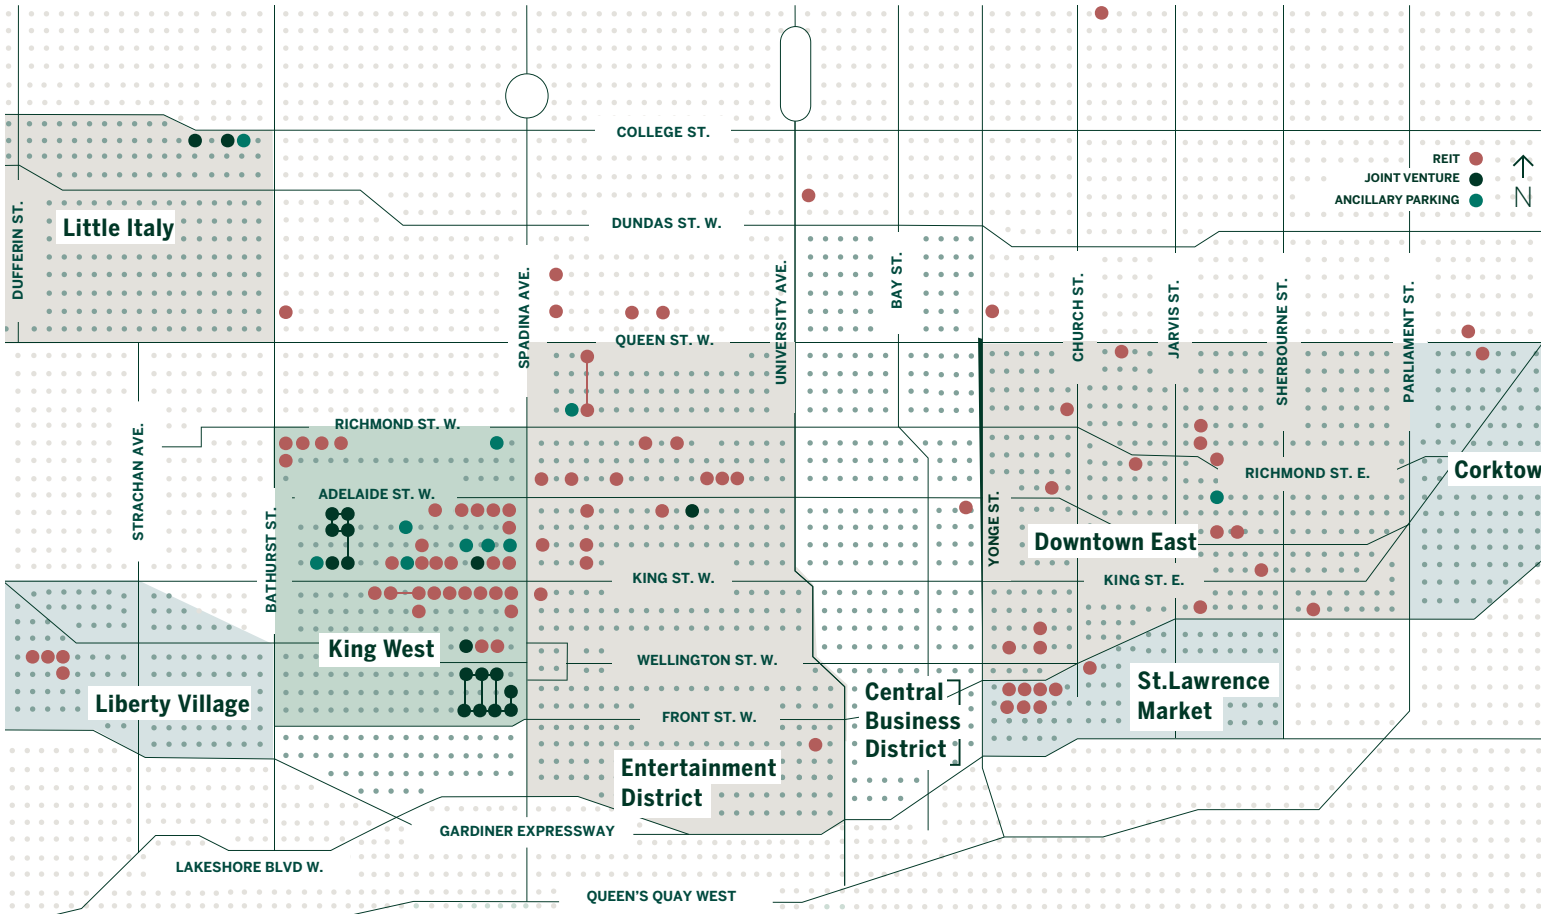 COLLEGE ST.
REIT
JOINT VENTURE
ANCILLARY PARKING
N
DUFFERIN ST.
Little Italy
DUNDAS ST. W.
SPADINA AVE.
UNIVERSITY AVE.
BAY ST.
CHURCH ST.
JARVIS ST.
SHERBOURNE ST.
PARLIAMENT ST.
QUEEN ST. W.
STRACHAN AVE.
RICHMOND ST. W.
RICHMOND ST. E.
Corktow
BATHURST ST.
ADELAIDE ST. W.
YONGE ST.
Downtown East
KING ST. W.
KING ST. E.
King West
WELLINGTON ST. W.
Liberty Village
FRONT ST. W.
Central
Business
District
St.Lawrence
Market
Entertainment
District
GARDINER EXPRESSWAY
LAKESHORE BLVD W.
QUEEN'S QUAY WEST